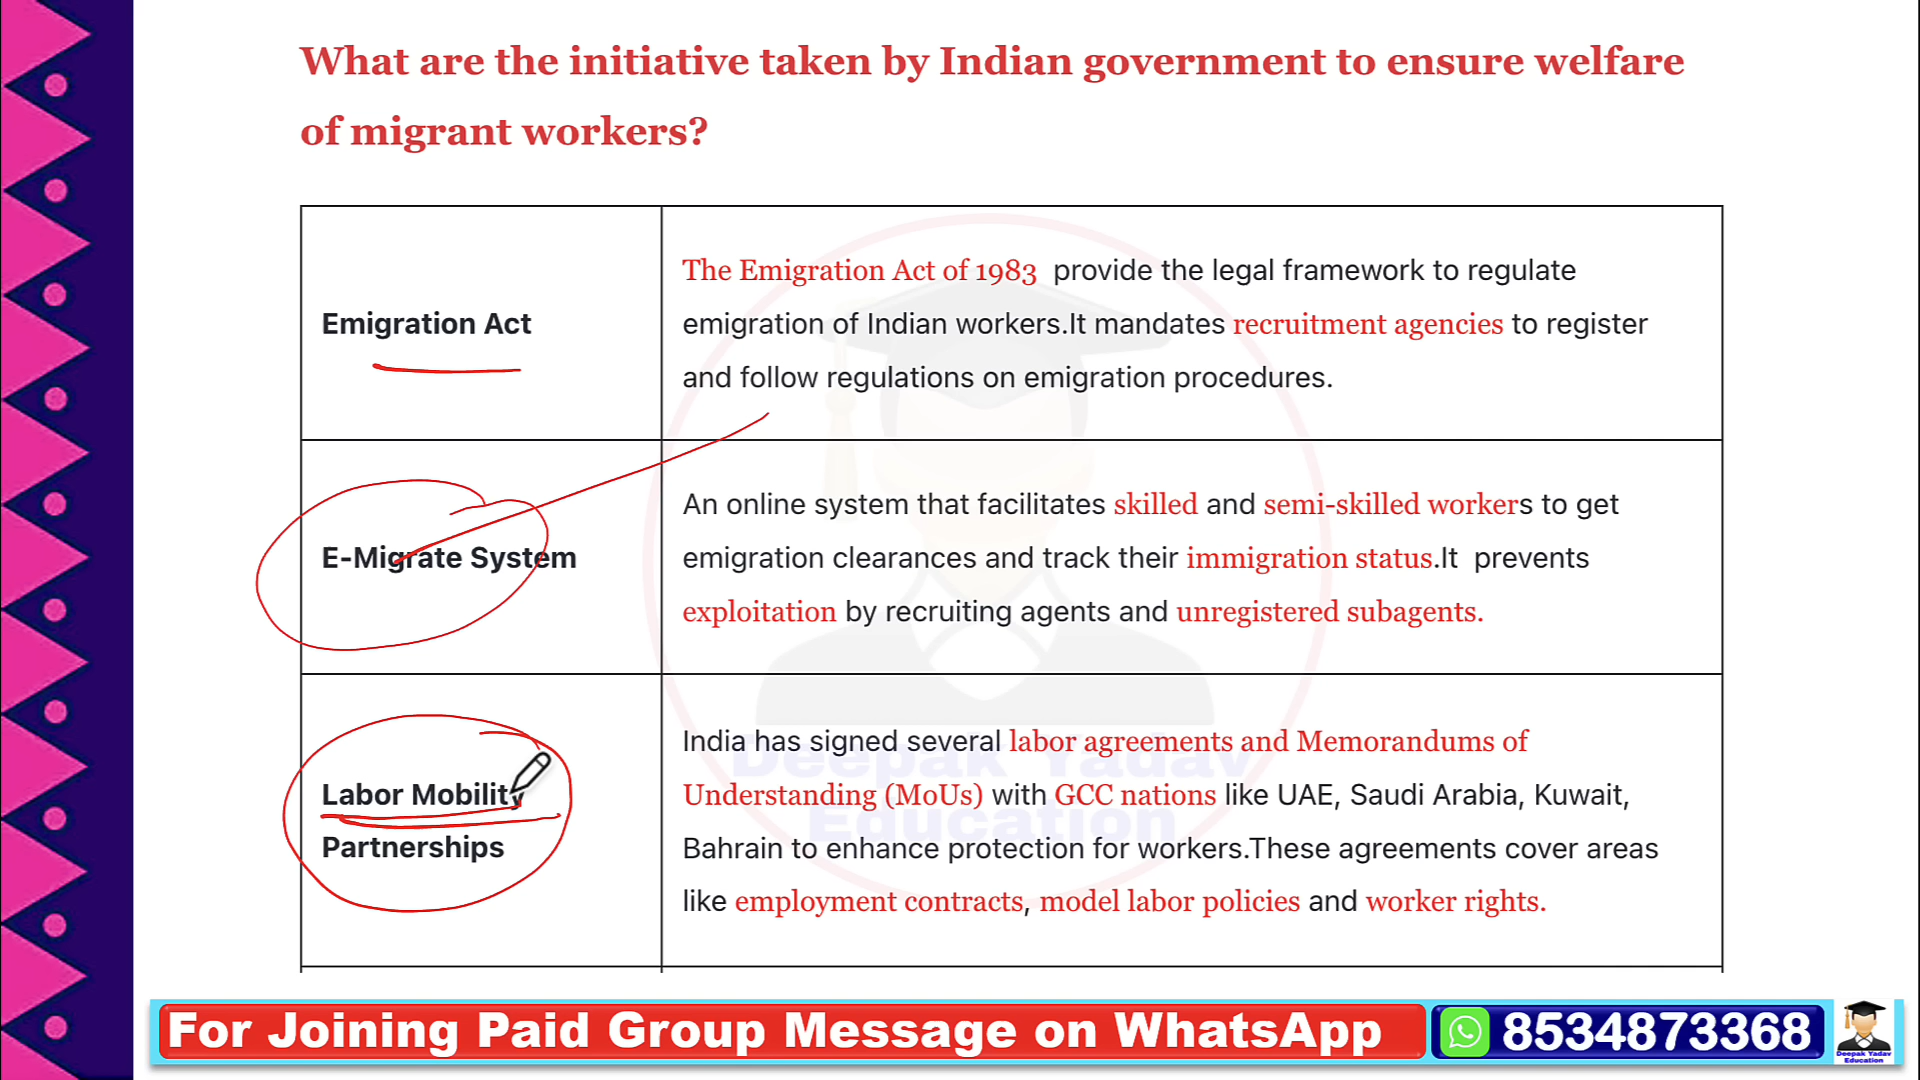 What are the initiative taken by Indian government to ensure welfare
of migrant workers?
Emigration Act
The Emigration Act of 1983 provide the legal framework to regulate
emigration of Indian workers.It mandates recruitment agencies to register
and follow regulations on emigration procedures.
E-Migrate System
An online system that facilitates skilled and semi-skilled workers to get
emigration clearances and track their immigration status.It prevents
exploitation by recruiting agents and unregistered subagents.
Labor Mobility
Partnerships
India has signed several labor agreements and Memorandums of
Understanding (MoUs) with GCC nations like UAE, Saudi Arabia, Kuwait,
Bahrain to enhance protection for workers.These agreements cover areas
like employment contracts, model labor policies and worker rights.
Deepak Yadav
Education
For Joining Paid Group Message on WhatsApp
8534873368
Deepak Yadav
Education